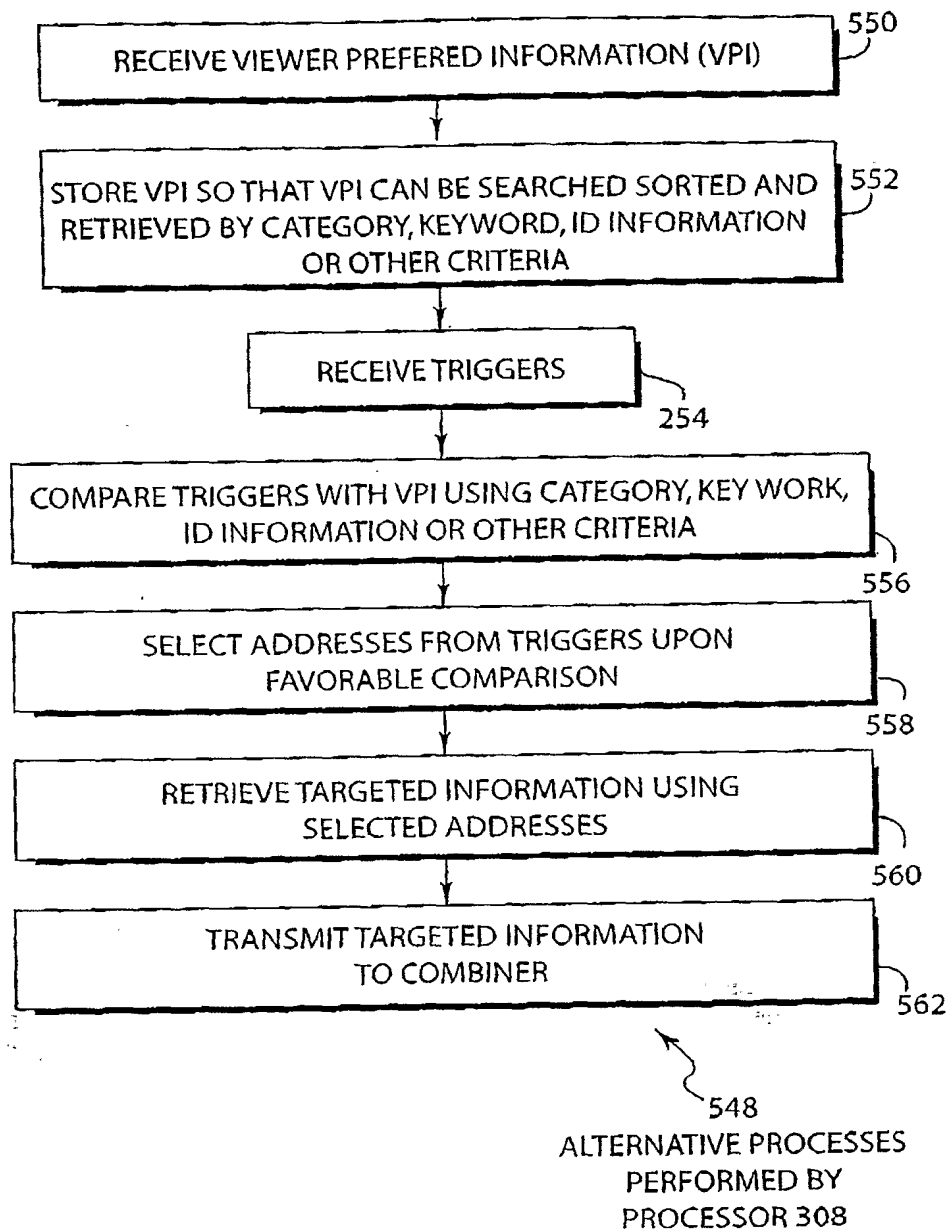 RECEIVE VIEWER PREFERED INFORMATION (VPI)
550
STORE VPI SO THAT VPI CAN BE SEARCHED SORTED AND
RETRIEVED BY CATEGORY, KEYWORD, ID INFORMATION
OR OTHER CRITERIA
552
RECEIVE TRIGGERS
254
COMPARE TRIGGERS WITH VPI USING CATEGORY, KEY WORK,
ID INFORMATION OR OTHER CRITERIA
556
SELECT ADDRESSES FROM TRIGGERS UPON
FAVORABLE COMPARISON
558
RETRIEVE TARGETED INFORMATION USING
SELECTED ADDRESSES
560
TRANSMIT TARGETED INFORMATION
TO COMBINER
562
548
ALTERNATIVE PROCESSES
PERFORMED BY
PROCESSOR 308